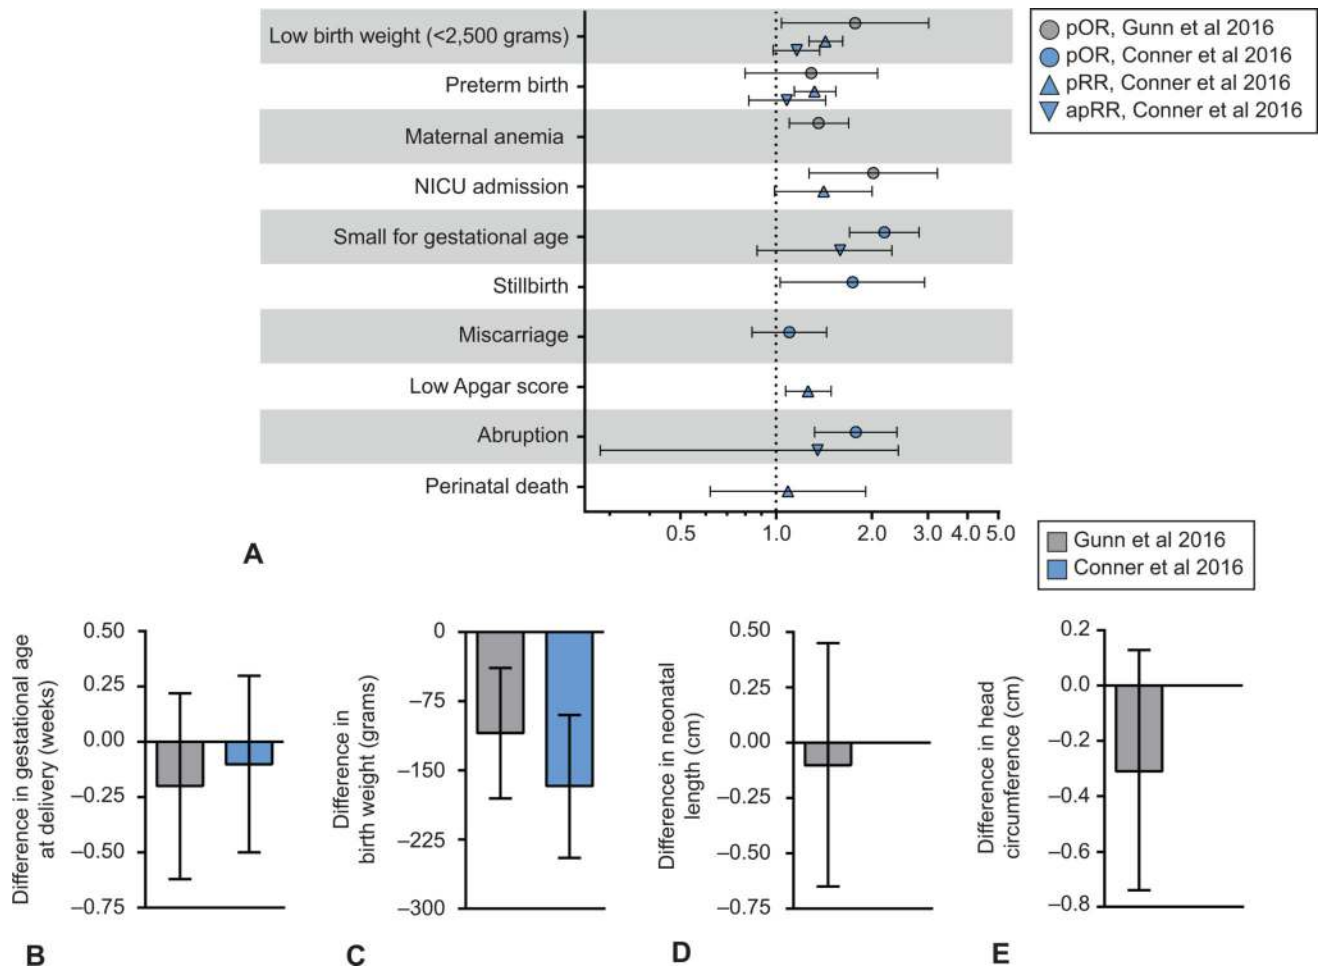 Low birth weight (<2,500 grams)
Preterm birth
Maternal anemia
NICU admission
Small for gestational age
Stillbirth
Miscarriage
Low Apgar score
Abruption
Perinatal death
0.5 1.0 2.0 3.0 4.0 5.0
A
pOR, Gunn et al 2016
pOR, Conner et al 2016
pRR, Conner et al 2016
apRR, Conner et al 2016
Gunn et al 2016
Conner et al 2016
Difference in gestational age
at delivery (weeks)
0.50
0.25
0.00
–0.25
–0.50
–0.75
B
Difference in
birth weight (grams)
0
–75
–150
–225
–300
C
Difference in neonatal
length (cm)
0.50
0.25
0.00
–0.25
–0.50
–0.75
D
Difference in head
circumference (cm)
0.2
0.0
–0.2
–0.4
–0.6
–0.8
E